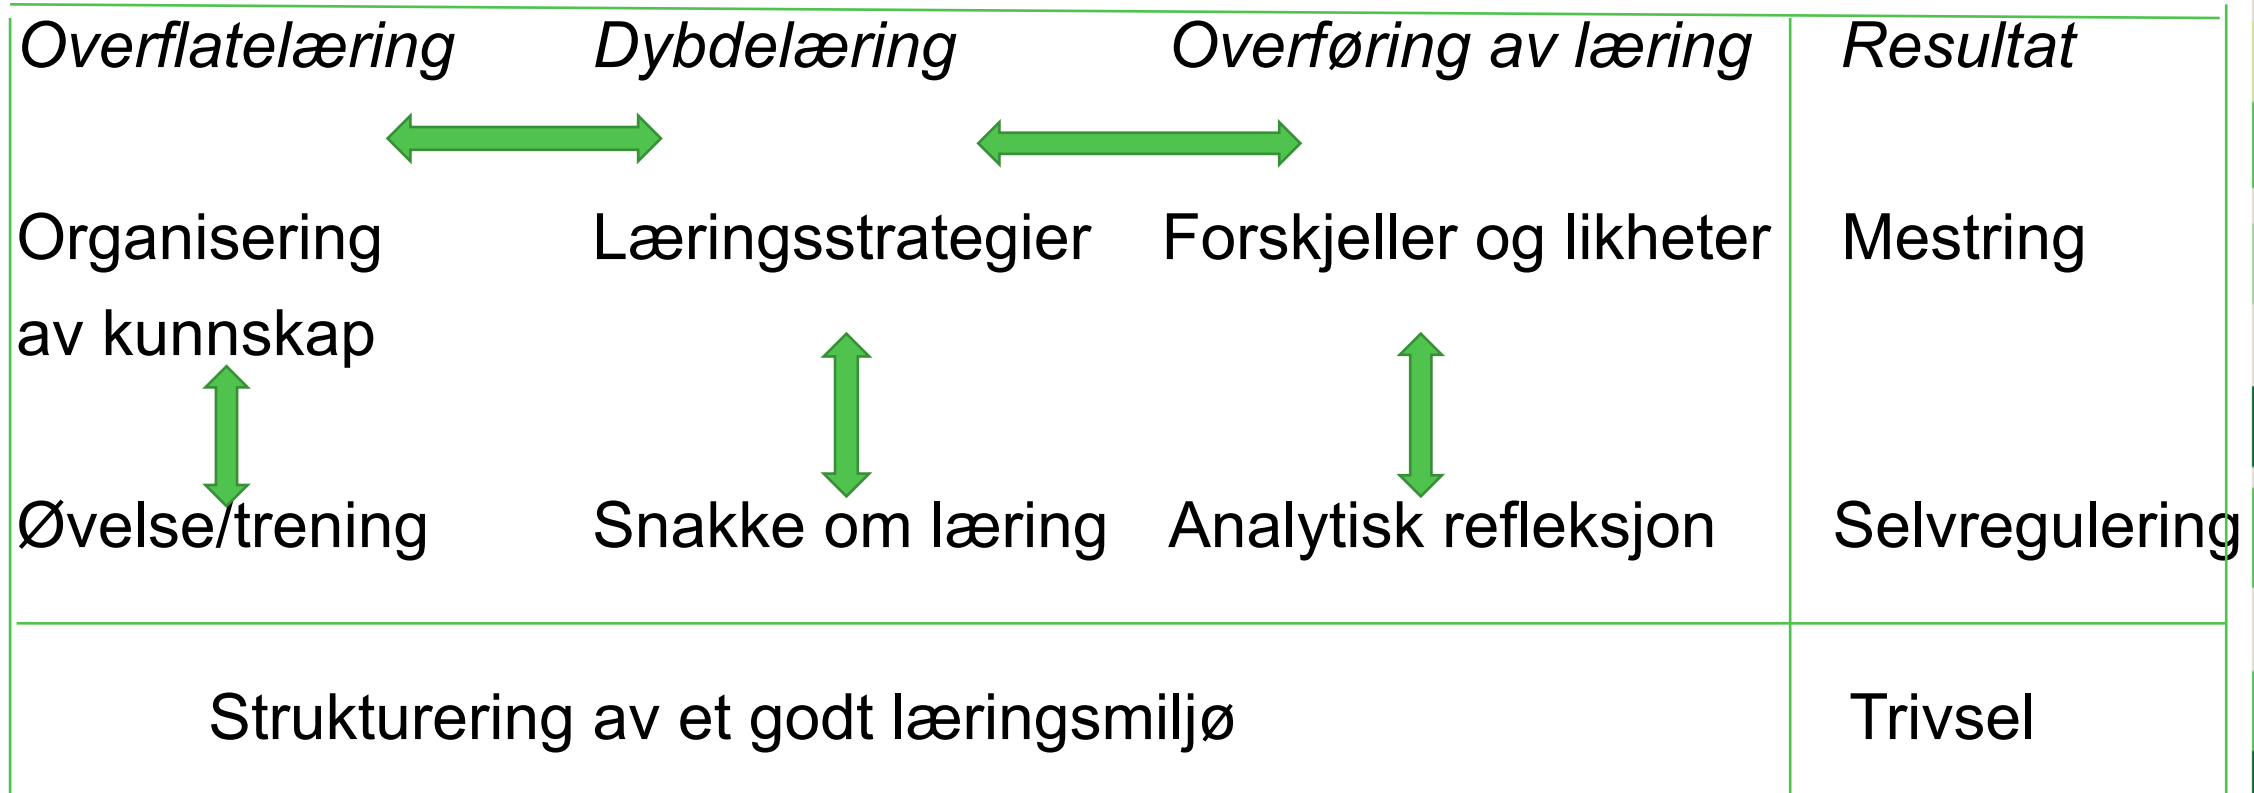 Overflatelæring Dybdelæring Overføring av læring Resultat
Organisering Læringsstrategier Forskjeller og likheter Mestring
av kunnskap
Øvelse/trening Snakke om læring Analytisk refleksjon Selvregulering
Strukturering av et godt læringsmiljø Trivsel